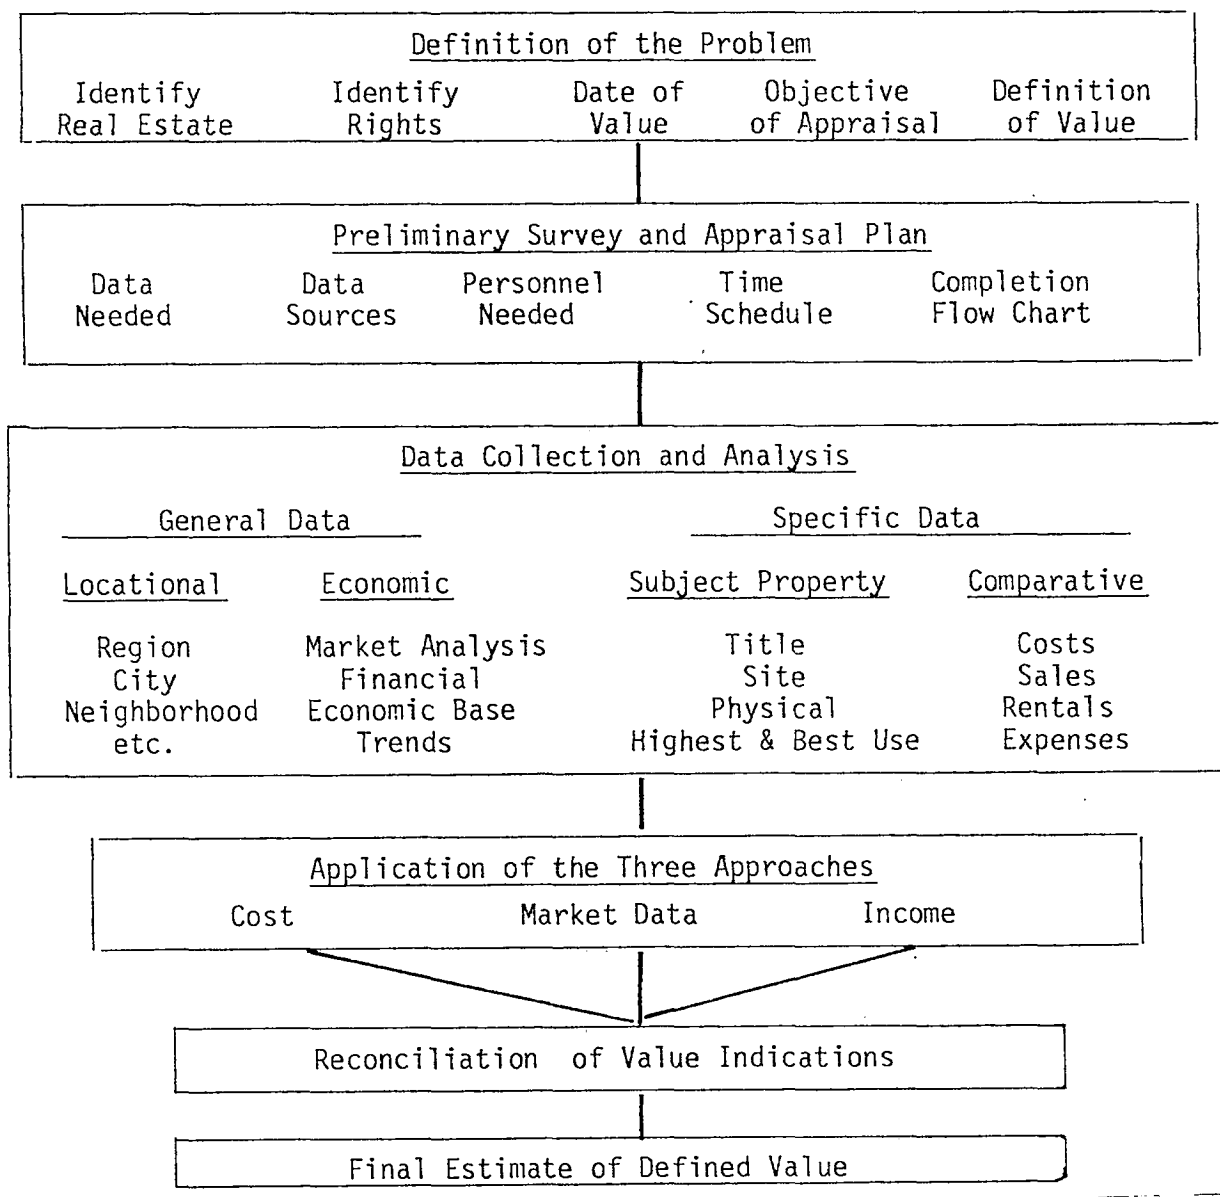 Definition of the Problem
Identify Identify Date of Objective Definition
Real Estate Rights Value of Appraisal of Value
Preliminary Survey and Appraisal Plan
Data Data Personnel Time Completion
Needed Sources Needed Schedule Flow Chart
Data Collection and Analysis
General Data Specific Data
Locational Economic Subject Property Comparative
Region Market Analysis Title Costs
City Financial Site Sales
Neighborhood Economic Base Physical Rentals
etc. Trends Highest & Best Use Expenses
Application of the Three Approaches
Cost Market Data Income
Reconciliation of Value Indications
Final Estimate of Defined Value